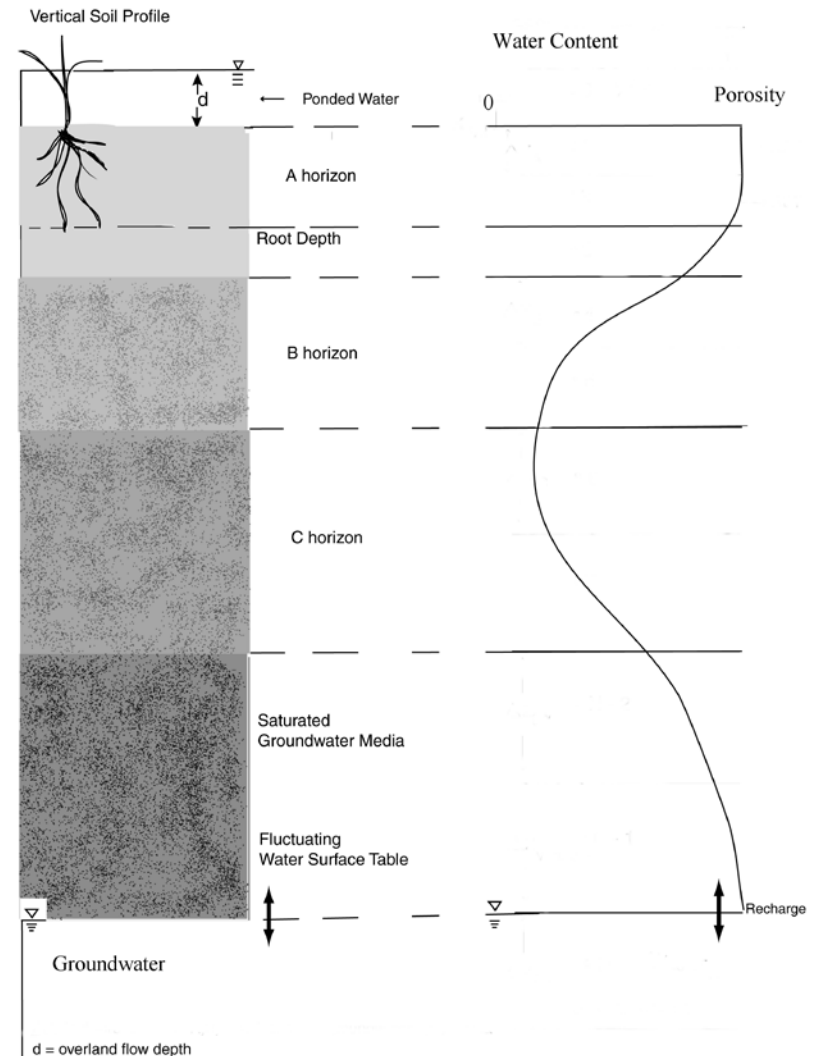 Vertical Soil Profile
Water Content
d
← Ponded Water
0
Porosity
A horizon
Root Depth
B horizon
C horizon
Saturated
Groundwater Media
Fluctuating
Water Surface Table
Recharge
Groundwater
d = overland flow depth